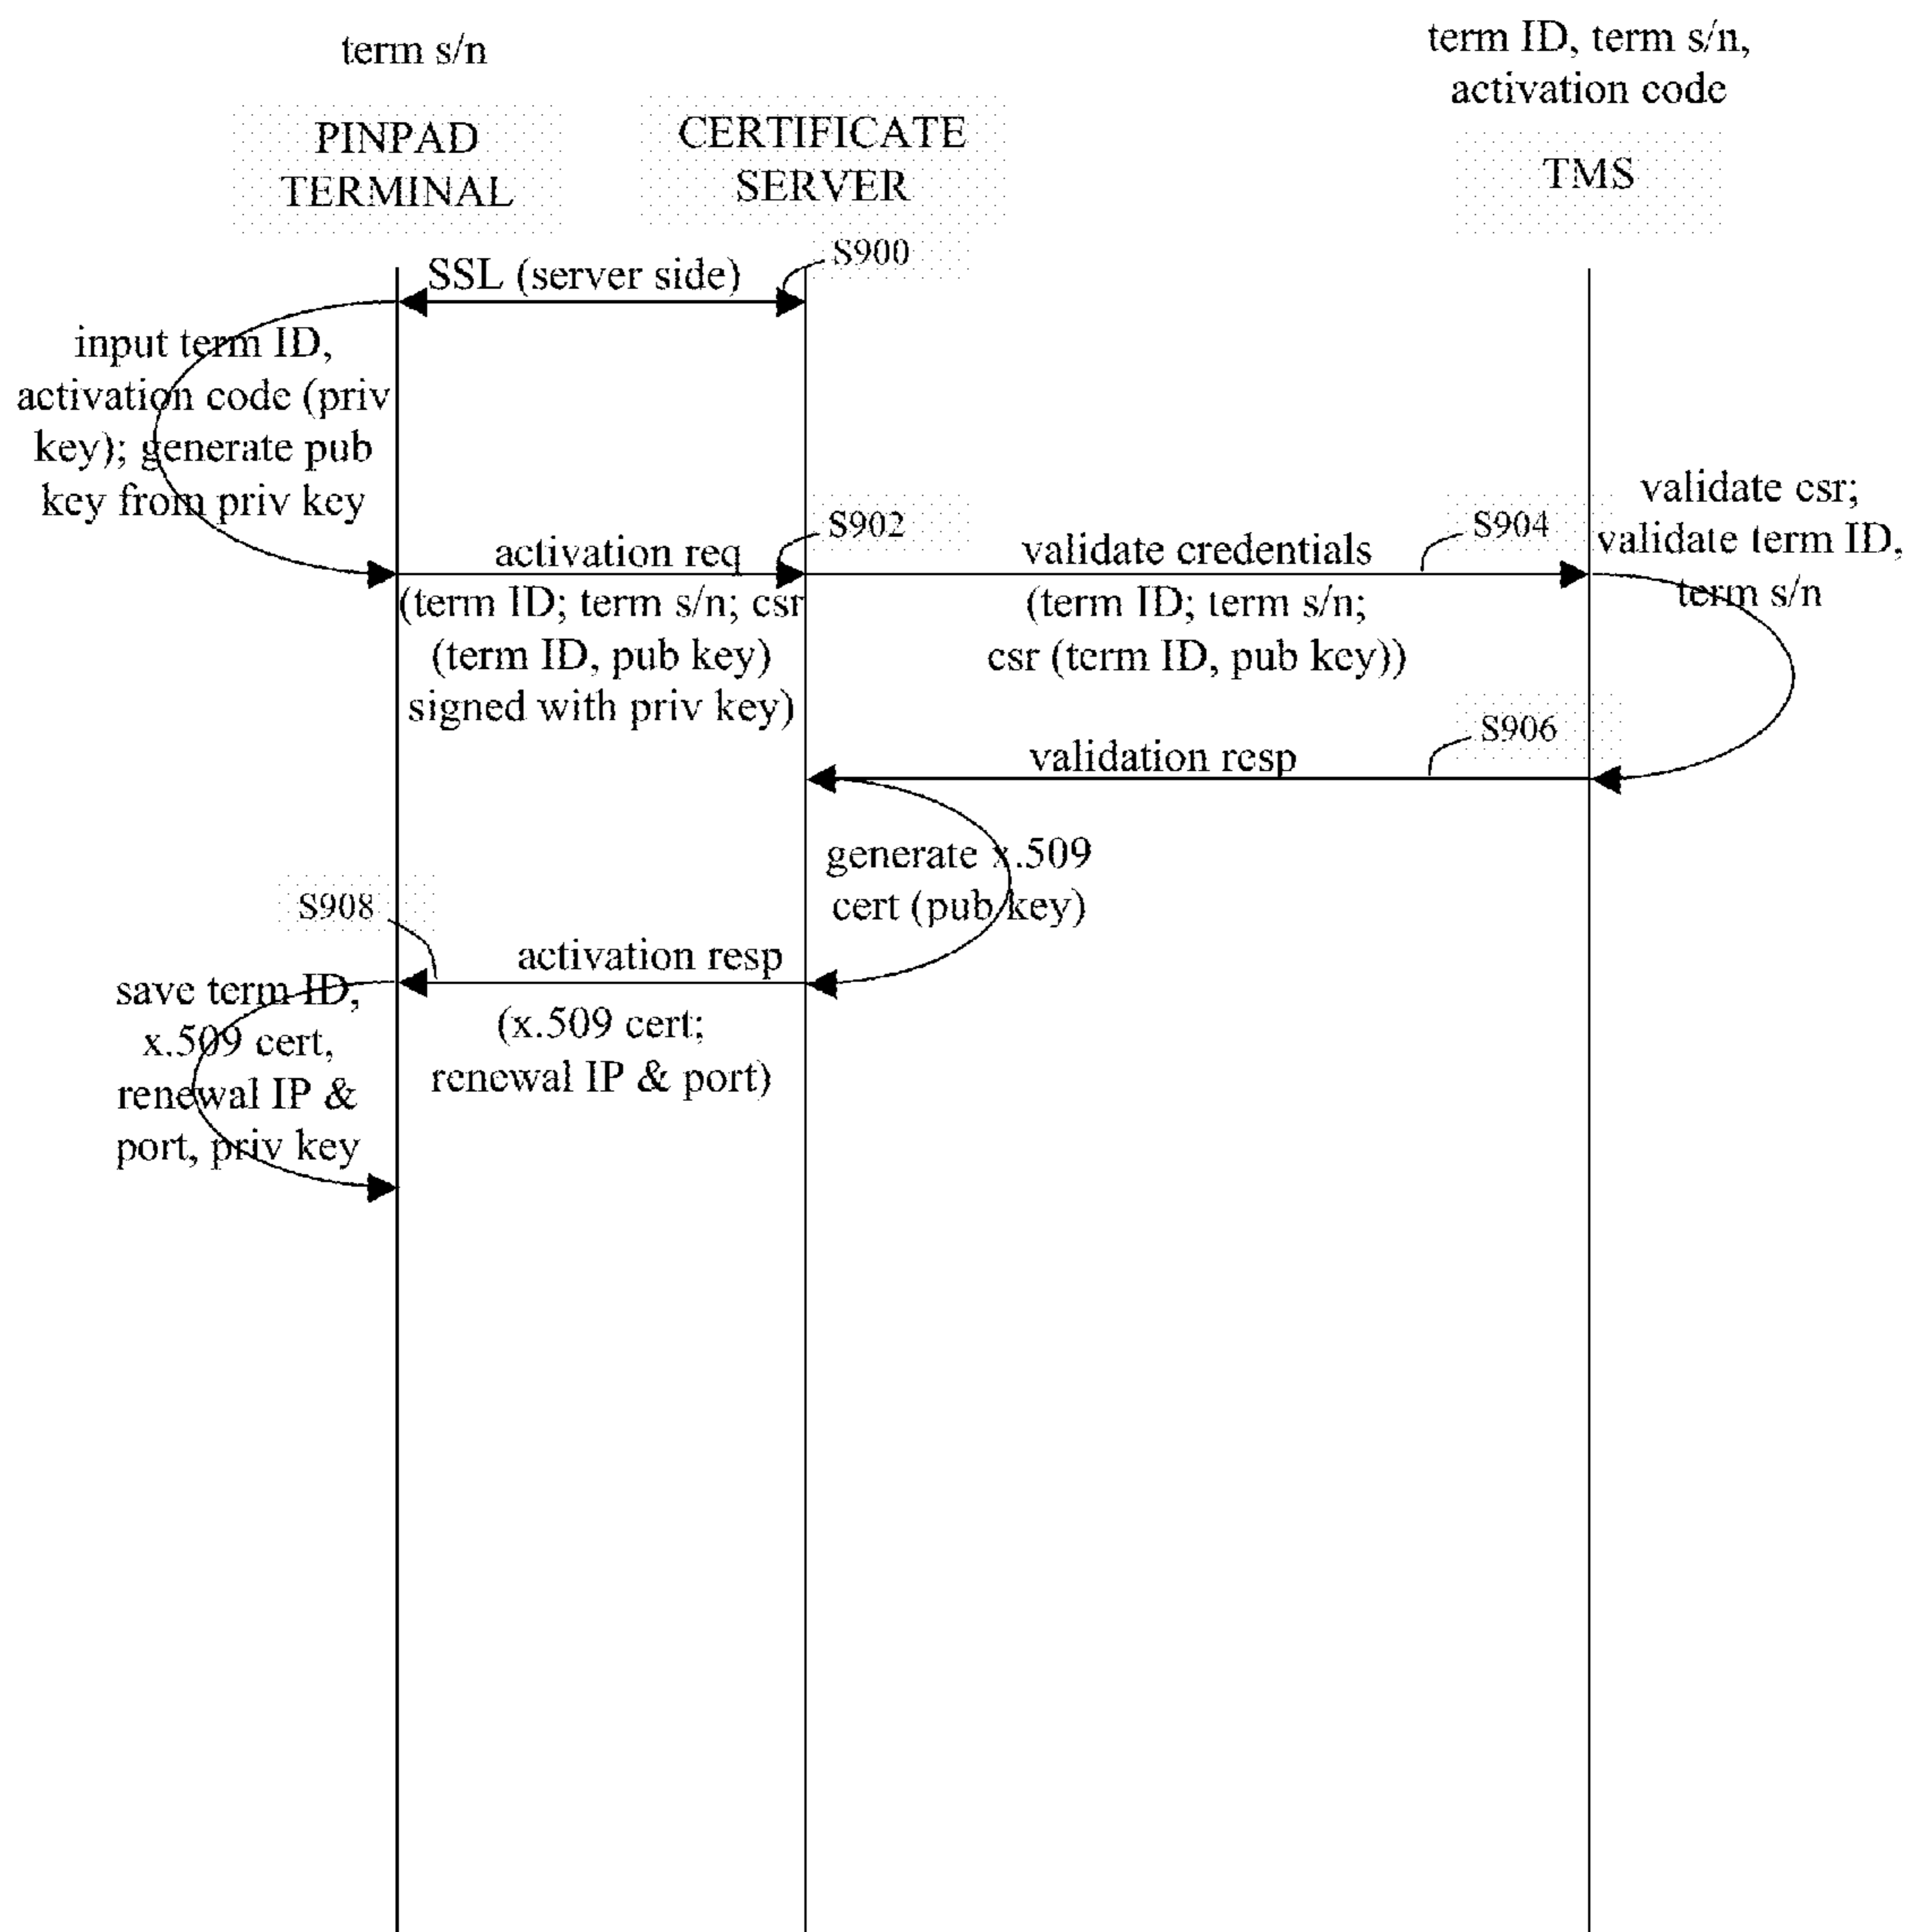 term s/n
term ID, term s/n,
activation code
PINPAD
TERMINAL
CERTIFICATE
SERVER
TMS
S900
SSL (server side)
input term ID,
activation code (priv
key); generate pub
key from priv key
S902
activation req
(term ID; term s/n; csr
(term ID, pub key)
signed with priv key)
S904
validate credentials
(term ID; term s/n;
csr (term ID, pub key))
validate csr;
validate term ID,
term s/n
S906
validation resp
generate x.509
cert (pub key)
S908
activation resp
(x.509 cert;
renewal IP & port)
save term ID,
x.509 cert,
renewal IP &
port, priv key